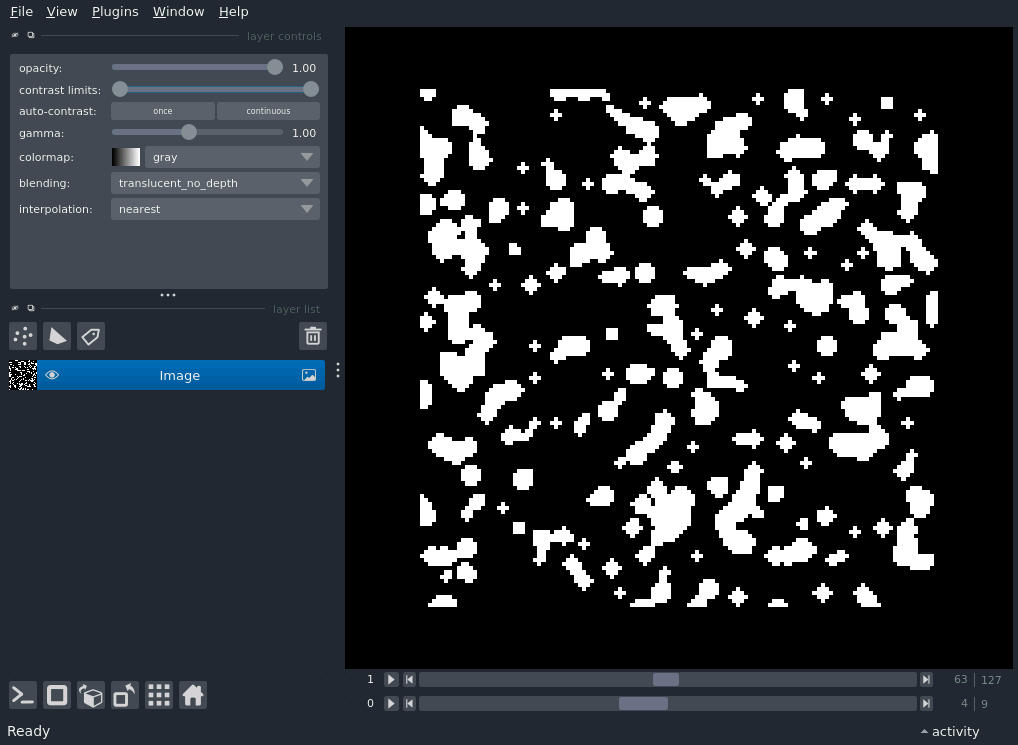 File View Plugins Window Help
layer controls
opacity: 1.00
contrast limits:
auto-contrast: once continuous
gamma: 1.00
colormap: gray
blending: translucent_no_depth
interpolation: nearest
layer list
Image
1 63 127
0 4 9
Ready activity